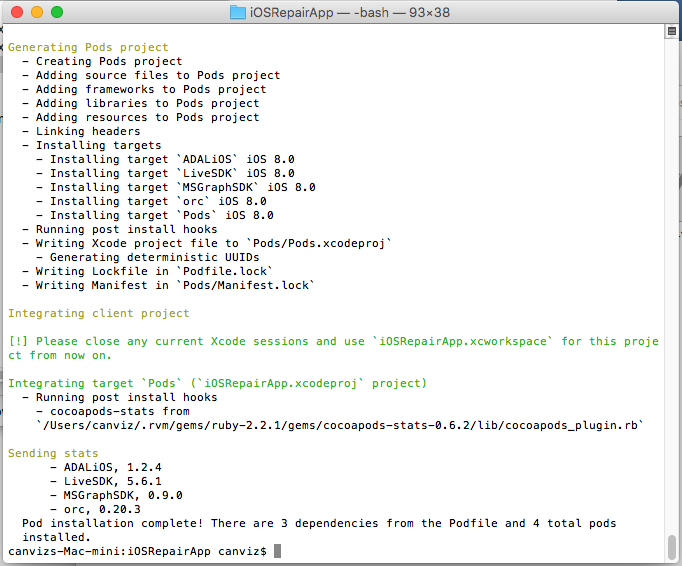 iOSRepairApp — -bash — 93×38
Generating Pods project
- Creating Pods project
- Adding source files to Pods project
- Adding frameworks to Pods project
- Adding libraries to Pods project
- Adding resources to Pods project
- Linking headers
- Installing targets
- Installing target `ADALiOS` iOS 8.0
- Installing target `LiveSDK` iOS 8.0
- Installing target `MSGraphSDK` iOS 8.0
- Installing target `orc` iOS 8.0
- Installing target `Pods` iOS 8.0
- Running post install hooks
- Writing Xcode project file to `Pods/Pods.xcodeproj`
- Generating deterministic UUIDs
- Writing Lockfile in `Podfile.lock`
- Writing Manifest in `Pods/Manifest.lock`
Integrating client project
[!] Please close any current Xcode sessions and use `iOSRepairApp.xcworkspace` for this proje
ct from now on.
Integrating target `Pods` (`iOSRepairApp.xcodeproj` project)
- Running post install hooks
- cocoapods-stats from
`/Users/canviz/.rvm/gems/ruby-2.2.1/gems/cocoapods-stats-0.6.2/lib/cocoapods_plugin.rb`
Sending stats
- ADALiOS, 1.2.4
- LiveSDK, 5.6.1
- MSGraphSDK, 0.9.0
- orc, 0.20.3
Pod installation complete! There are 3 dependencies from the Podfile and 4 total pods
installed.
canvizs-Mac-mini:iOSRepairApp canviz$